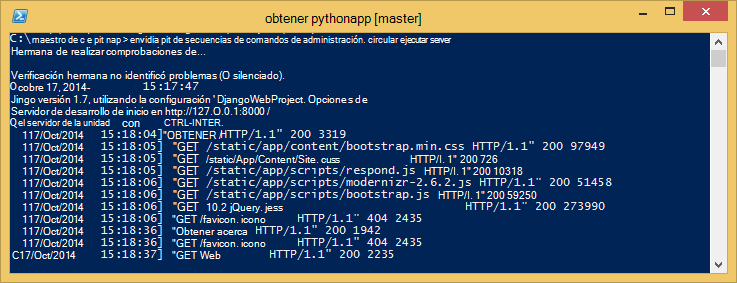 obtener pythonapp [master]
C:\maestro de c e pit nap > envidia pit de secuencias de comandos de administración. circular ejecutar server
Hermana de realizar comprobaciones de...
Verificación hermana no identificó problemas (O silenciado).
Ocobre 17, 2014- 15:17:47
Jingo versión 1.7, utilizando la configuración ' DjangoWebProject. Opciones de
Servidor de desarrollo de inicio en http://127.O.O.1:8000 /
Qel servidor de la unidad con CTRL-INTER.
117/Oct/2014 15:18:04] "OBTENER /HTTP/1.1" 200 3319
117/Oct/2014 15:18:05] "GET /static/app/content/bootstrap.min.css HTTP/1.1" 200 97949
117/Oct/2014 15:18:05] "GET /static/App/Content/Site. cuss HTTP/l. 1" 200 726
117/Oct/2014 15:18:05] "GET /static/app/scripts/respond.js HTTP/l. 1" 200 10318
117/Oct/2014 15:18:06] "GET /static/app/scripts/modernizr-2.6.2.js HTTP/1.1" 200 51458
117/Oct/2014 15:18:06] "GET /static/app/scripts/bootstrap.js HTTP/l. 1" 200 59250
117/Oct/2014 15:18:06] "GET 10.2 jQuery. jess HTTP/1.1" 200 273990
117/Oct/2014 15:18:06] "GET /favicon. icono HTTP/1.1" 404 2435
117/Oct/2014 15:18:36] "Obtener acerca HTTP/1.1" 200 1942
117/Oct/2014 15:18:36] "GET /favicon. icono HTTP/1.1" 404 2435
C17/Oct/2014 15:18:37] "GET Web HTTP/1.1" 200 2235